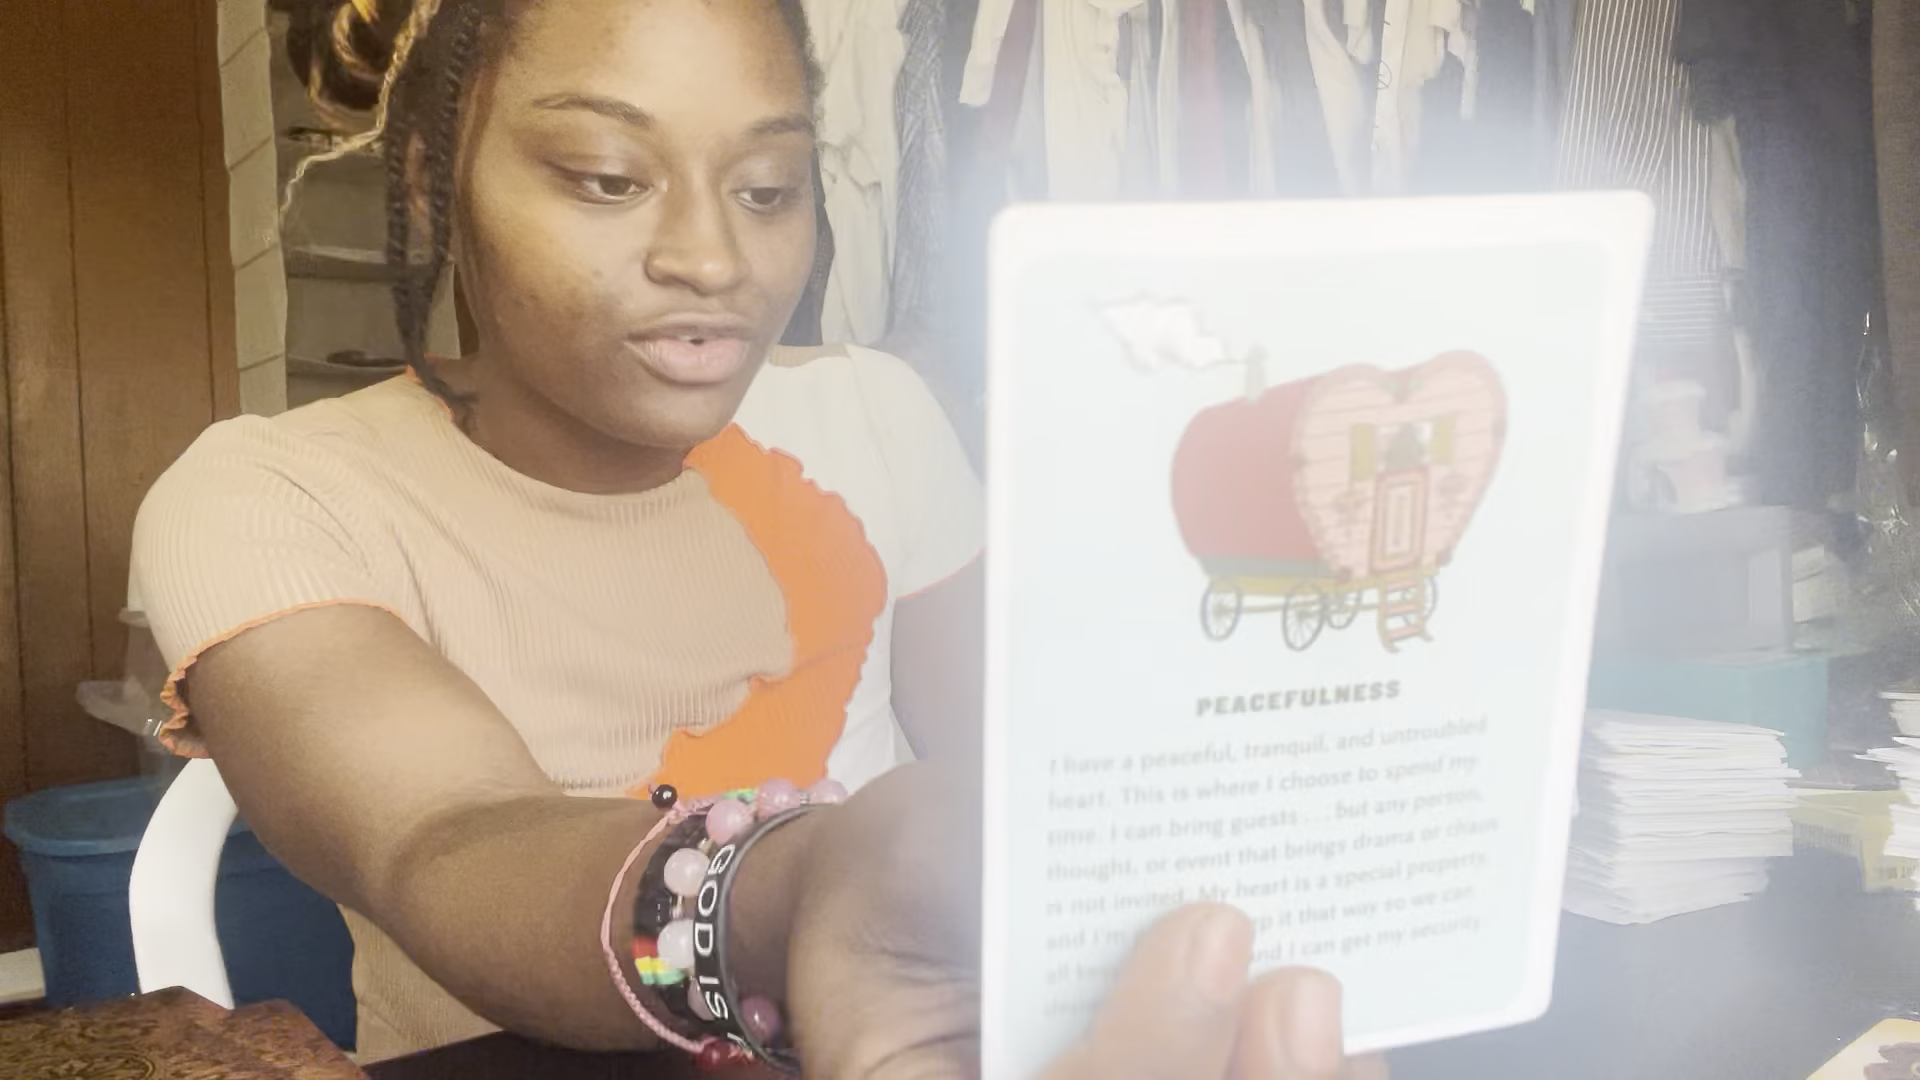 PEACEFULNESS
I have a peaceful, tranquil, and untroubled
heart. This is where I choose to spend my
time. I can bring guests ... but any person,
thought, or event that brings drama or chaos
is not invited. My heart is a special property
and I'm it that way so we can
all and I can get my security
GOD IS